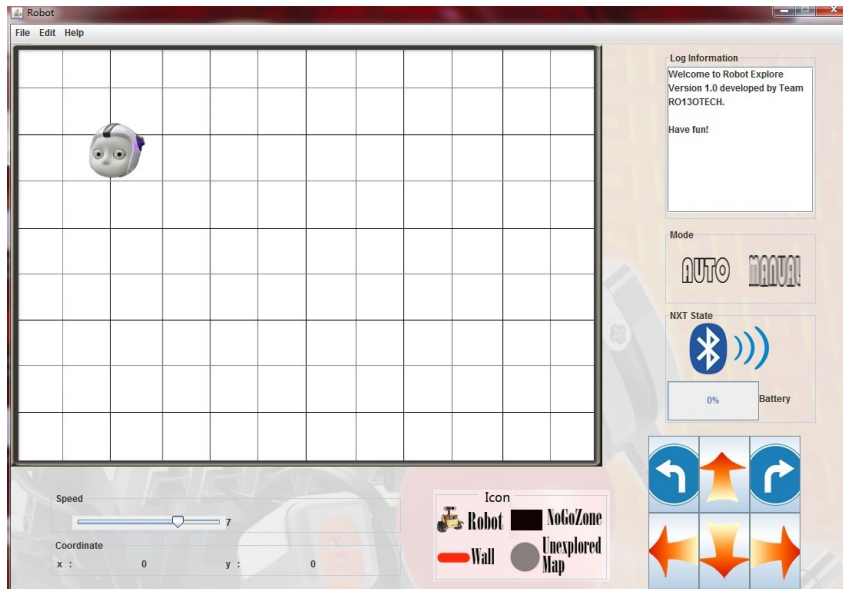 Robot
File Edit Help
Log Information
Welcome to Robot Explore
Version 1.0 developed by Team
RO13OTECH.
Have fun!
Mode
AUTO MANUAL
NXT State
0% Battery
Speed
7
Coordinate
x : 0 y : 0
Icon
Robot NoGoZone
Wall Unexplored
Map